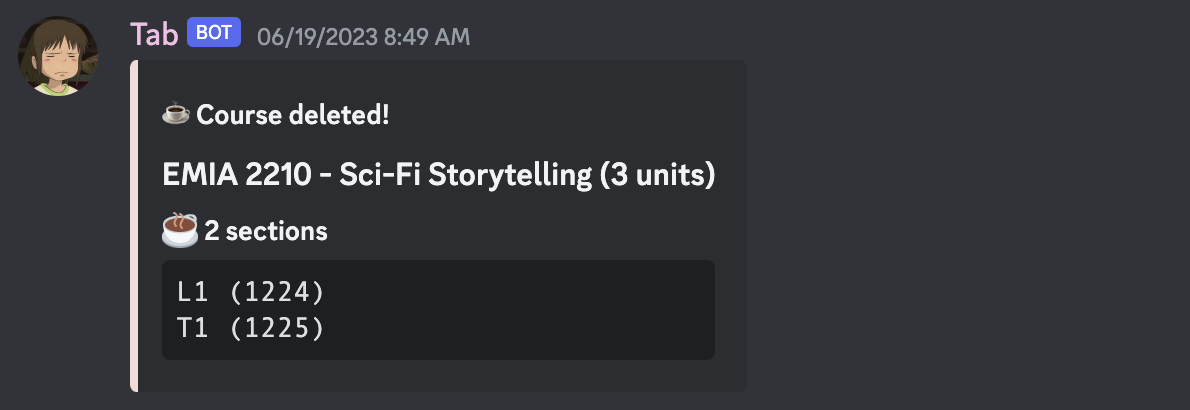 Tab BOT 06/19/2023 8:49 AM
Course deleted!
EMIA 2210 - Sci-Fi Storytelling (3 units)
2 sections
L1 (1224)
T1 (1225)